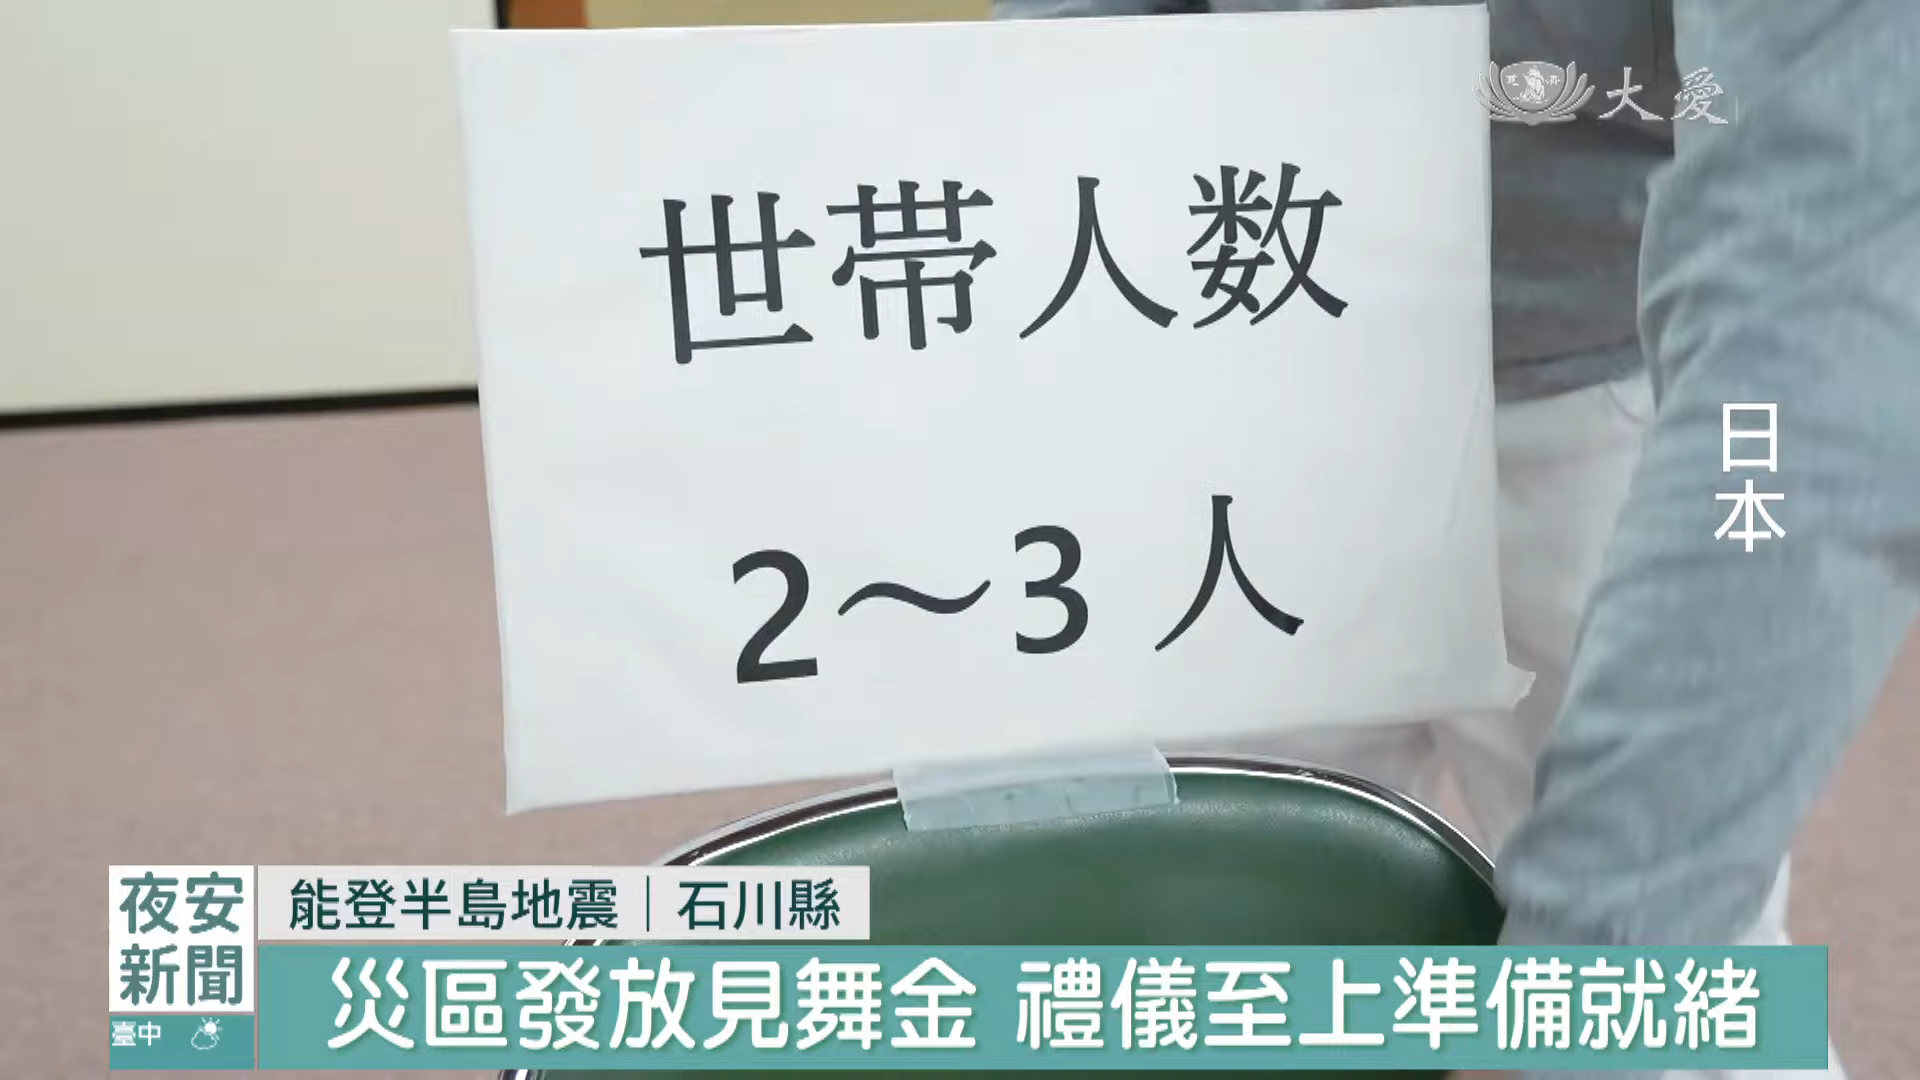 大愛
世帯人数
2～3人
日本
夜安
新聞
能登半島地震｜石川縣
災區發放見舞金 禮儀至上準備就緒
臺中